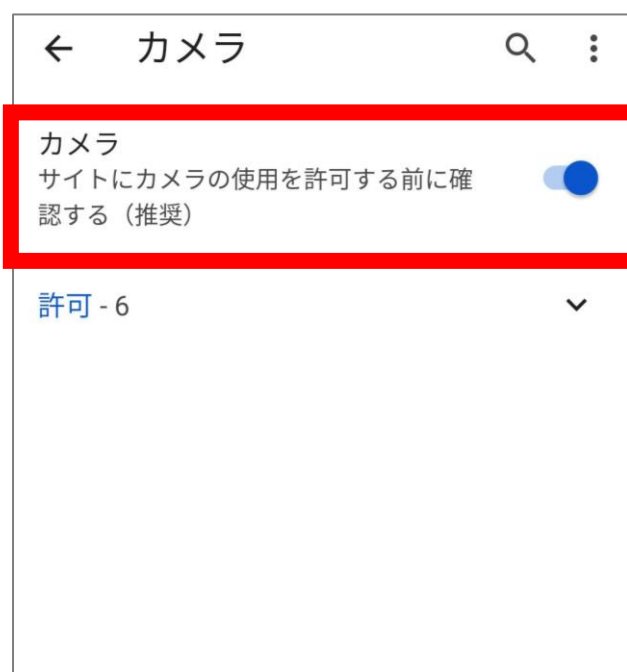 カメラ
カメラ
サイトにカメラの使用を許可する前に確
認する（推奨）
許可 - 6